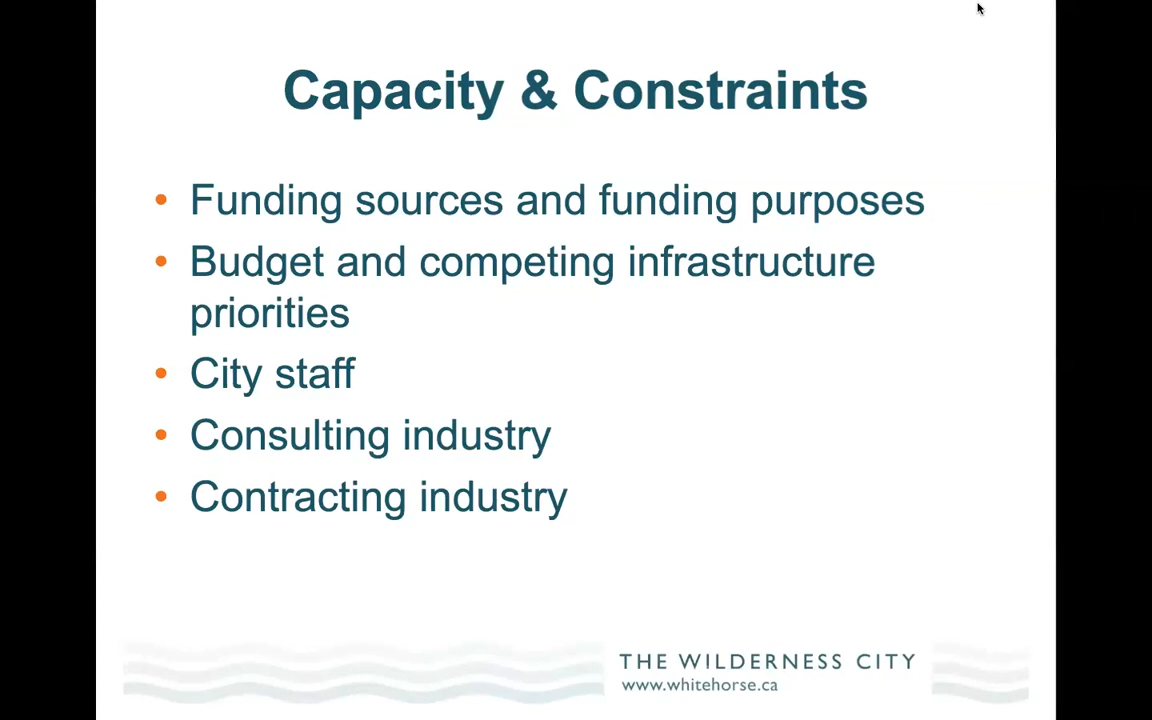 Capacity & Constraints
• Funding sources and funding purposes
• Budget and competing infrastructure
priorities
• City staff
• Consulting industry
• Contracting industry
THE WILDERNESS CITY
www.whitehorse.ca